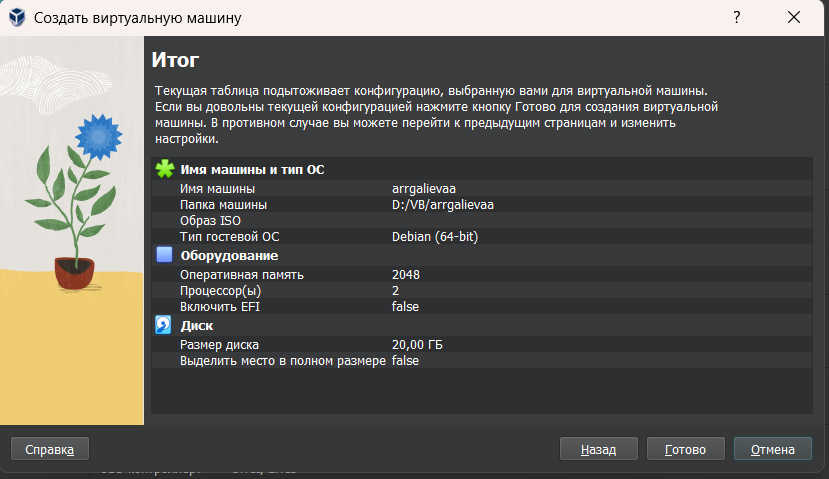 Создать виртуальную машину
?
Итог
Текущая таблица подытоживает конфигурацию, выбранную вами для виртуальной машины.
Если вы довольны текущей конфигурацией нажмите кнопку Готово для создания виртуальной
машины. В противном случае вы можете перейти к предыдущим страницам и изменить
настройки.
Имя машины и тип ОС
Имя машины arrgalievaa
Папка машины D:/VB/arrgalievaa
Образ ISO
Тип гостевой ОС Debian (64-bit)
Оборудование
Оперативная память 2048
Процессор(ы) 2
Включить EFI false
Диск
Размер диска 20,00 ГБ
Выделить место в полном размере false
Справка Назад Готово Отмена